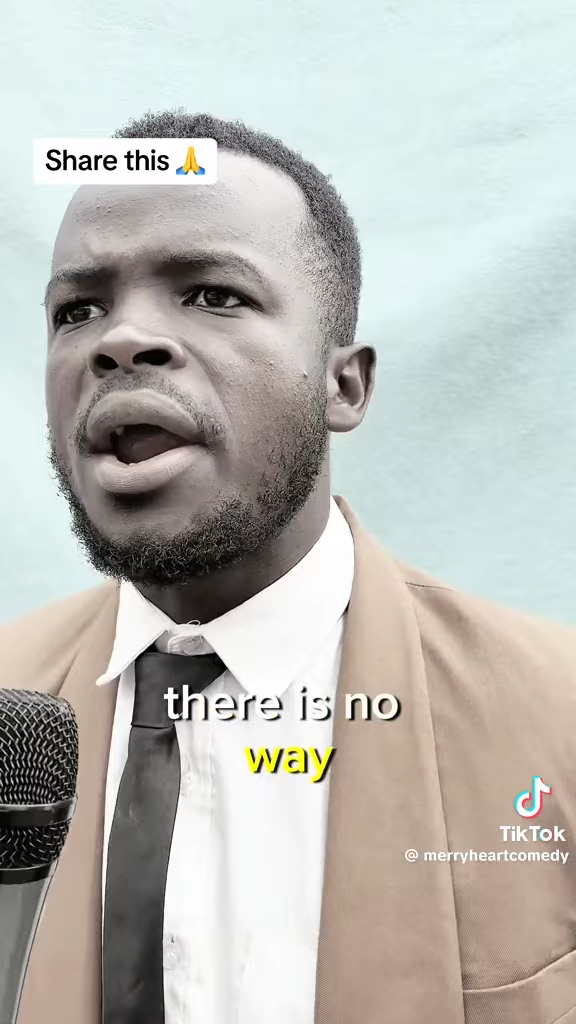 Share this 🙏
there is no
way
TikTok
@ merryheartcomedy